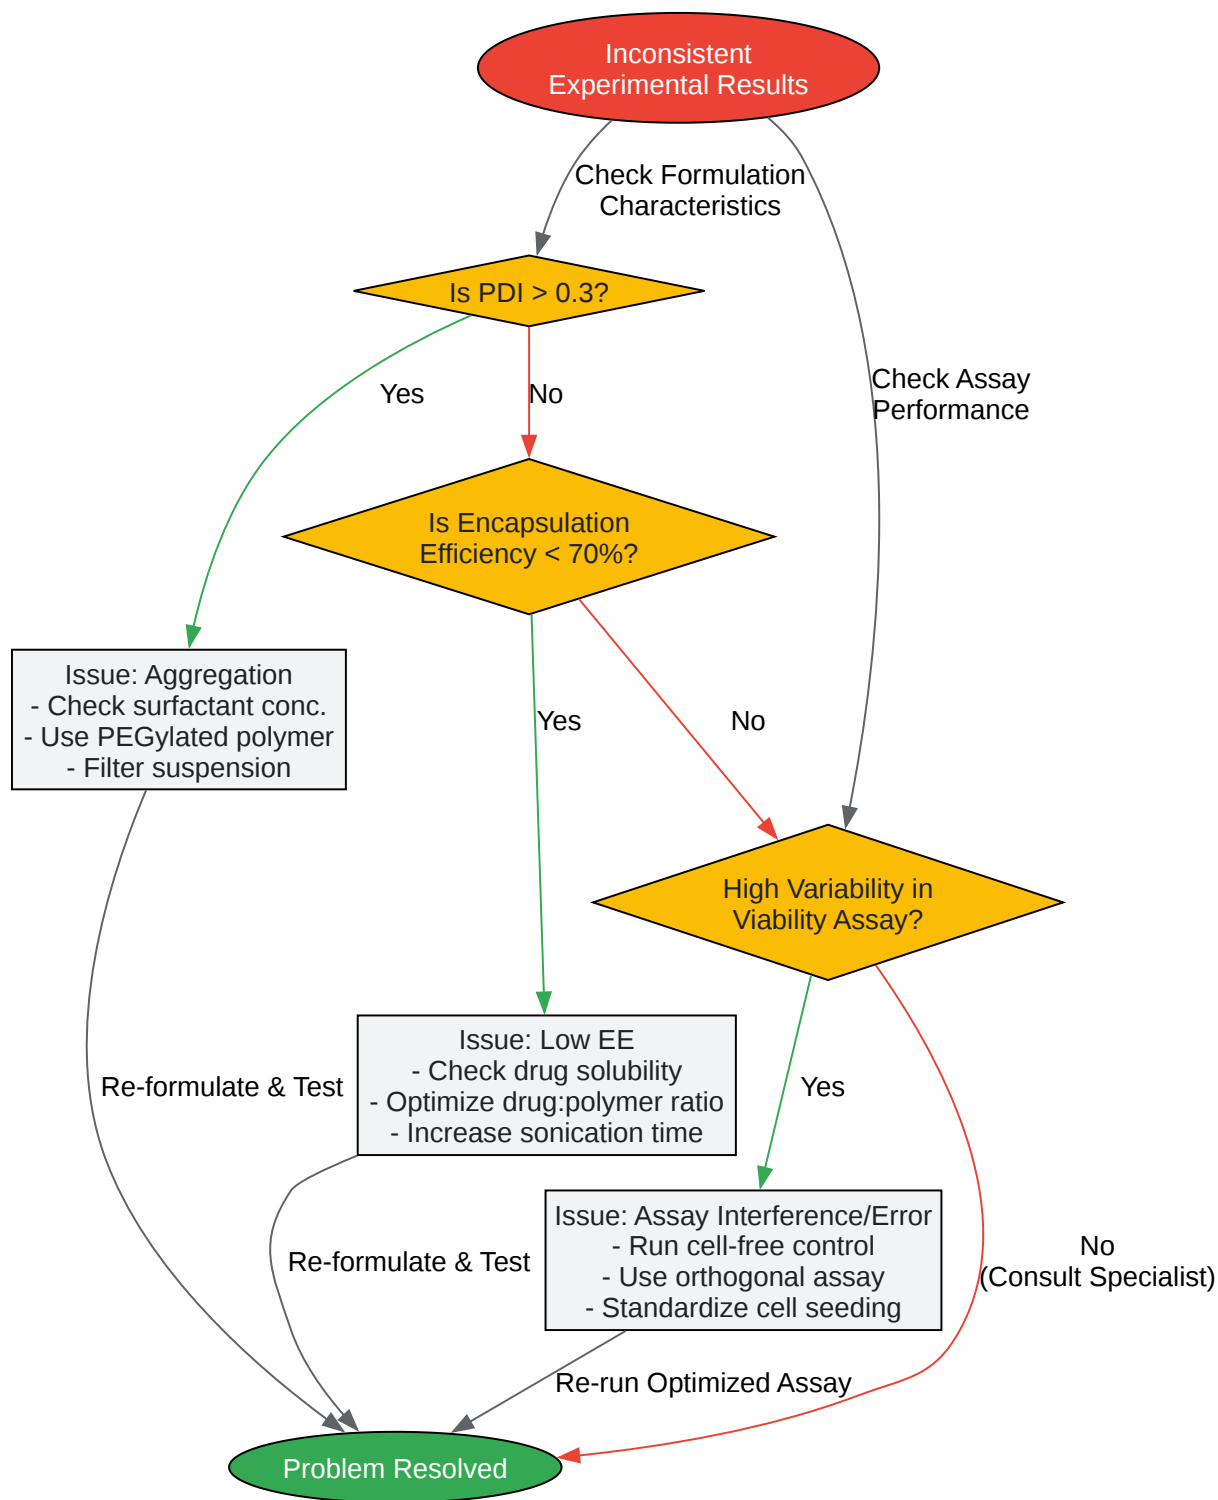 Inconsistent
Experimental Results
Check Formulation
Characteristics
Is PDI > 0.3?
Check Assay
Performance
Yes
No
Is Encapsulation
Efficiency < 70%?
Issue: Aggregation
- Check surfactant conc.
- Use PEGylated polymer
- Filter suspension
Yes
No
High Variability in
Viability Assay?
Issue: Low EE
- Check drug solubility
- Optimize drug:polymer ratio
- Increase sonication time
Re-formulate & Test
Yes
Issue: Assay Interference/Error
- Run cell-free control
- Use orthogonal assay
- Standardize cell seeding
Re-formulate & Test
No
(Consult Specialist)
Re-run Optimized Assay
Problem Resolved